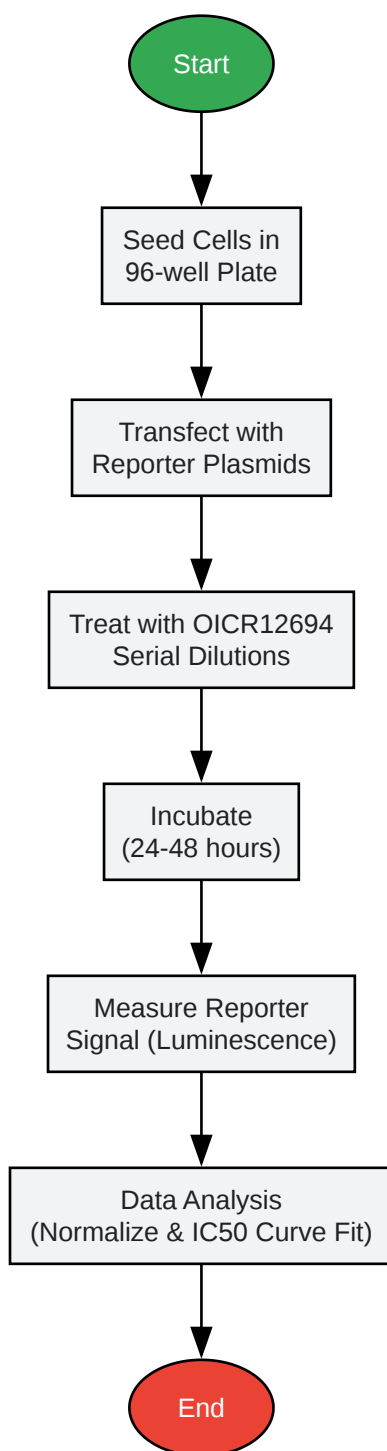 Start
Seed Cells in
96-well Plate
Transfect with
Reporter Plasmids
Treat with OICR12694
Serial Dilutions
Incubate
(24-48 hours)
Measure Reporter
Signal (Luminescence)
Data Analysis
(Normalize & IC50 Curve Fit)
End